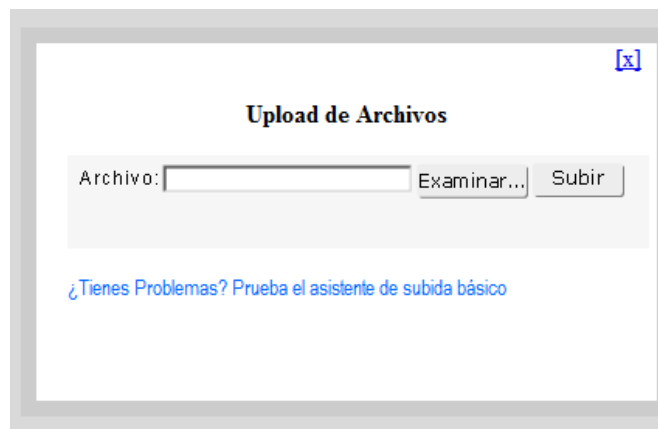 [x]
Upload de Archivos
Archivo: Examinar... Subir
¿Tienes Problemas? Prueba el asistente de subida básico